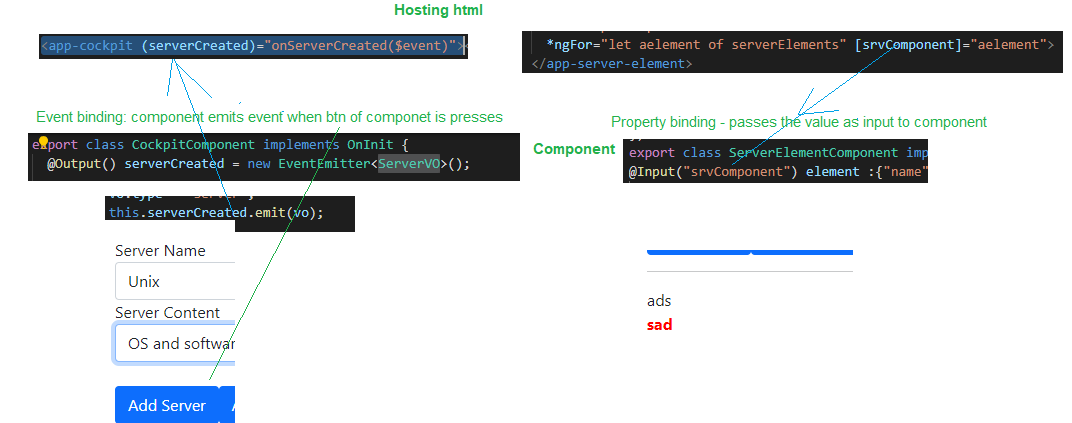 Hosting html
<app-cockpit (serverCreated)="onServerCreated($event)"><
*ngFor="let aelement of serverElements" [srvComponent]="aelement">
</app-server-element>
Event binding: componet emits event when btn of componet is presses
export class CockpitComponent implements OnInit {
@Output() serverCreated = new EventEmitter<ServerVO>();
Property binding - passes the value as input to component
Component
export class ServerElementComponent imp
@Input("srvComponent") element :{"name"
this.serverCreated.emit(vo);
Server Name
Unix
Server Content
OS and softwar
Add Server
ads
sad